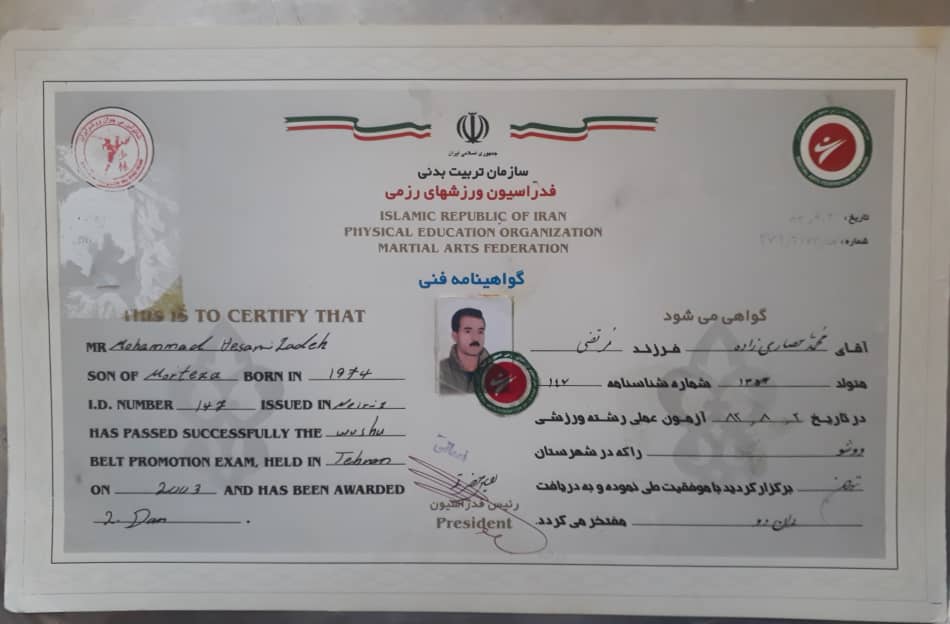 جمهوری اسلامی ایران
سازمان تربیت بدنی
فدراسیون ورزشهای رزمی
ISLAMIC REPUBLIC OF IRAN
PHYSICAL EDUCATION ORGANIZATION
MARTIAL ARTS FEDERATION
تاریخ:
شماره:
گواهینامه فنی
THIS IS TO CERTIFY THAT
MR Mohammad Hesari Zadeh
SON OF Morteza BORN IN 1974
I.D. NUMBER 147 ISSUED IN Neiriz
HAS PASSED SUCCESSFULLY THE wushu
BELT PROMOTION EXAM, HELD IN Tehran
ON 2003 AND HAS BEEN AWARDED
2. Dan .
گواهی می شود
آقای محمد حصاری زاده فرزند مرتضی
متولد ۱۳۵۳ شماره شناسنامه ۱۴۷
در تاریخ ۸۲,۸,۲ آزمون عملی رشته ورزشی
ووشو را که در شهرستان
تهران برگزار گردید با موفقیت طی نموده و به دریافت
دان دو مفتخر می گردد.
رئیس فدراسیون
President